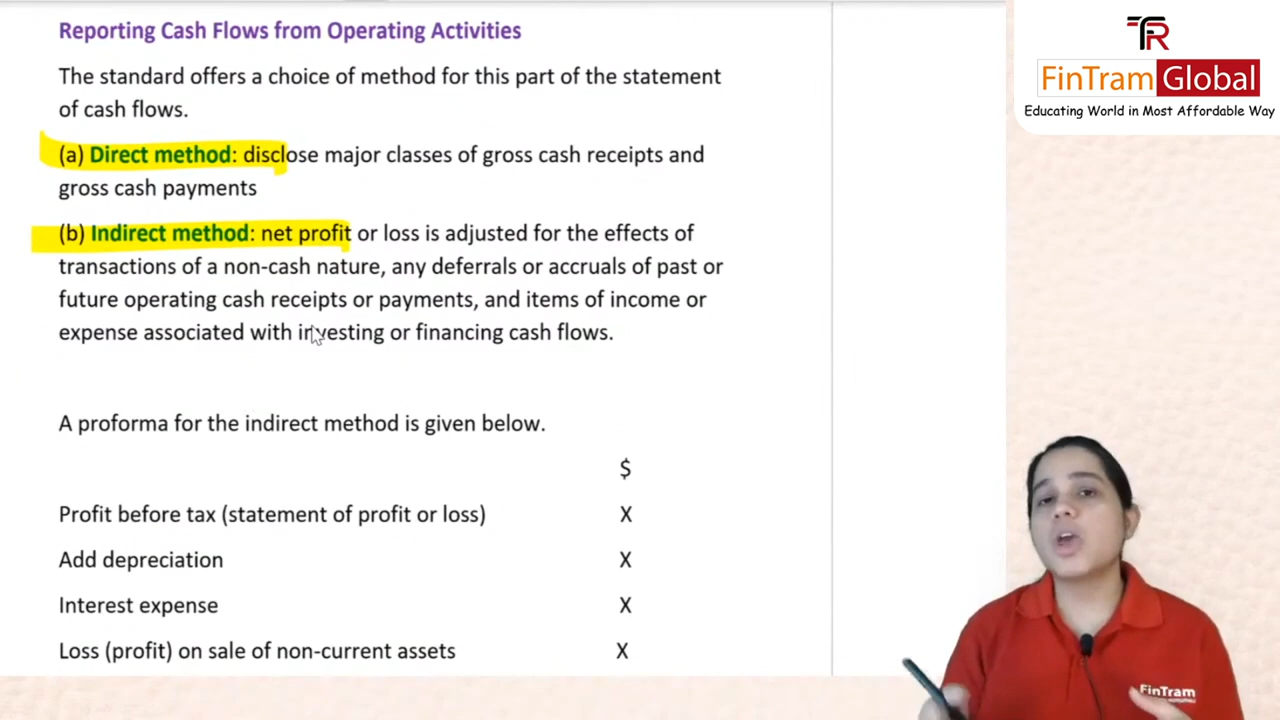 Reporting Cash Flows from Operating Activities
The standard offers a choice of method for this part of the statement
of cash flows.
(a) Direct method: disclose major classes of gross cash receipts and
gross cash payments
(b) Indirect method: net profit or loss is adjusted for the effects of
transactions of a non-cash nature, any deferrals or accruals of past or
future operating cash receipts or payments, and items of income or
expense associated with investing or financing cash flows.
A proforma for the indirect method is given below.
$
Profit before tax (statement of profit or loss) X
Add depreciation X
Interest expense X
Loss (profit) on sale of non-current assets X
FinTram Global
Educating World in Most Affordable Way
FinTram